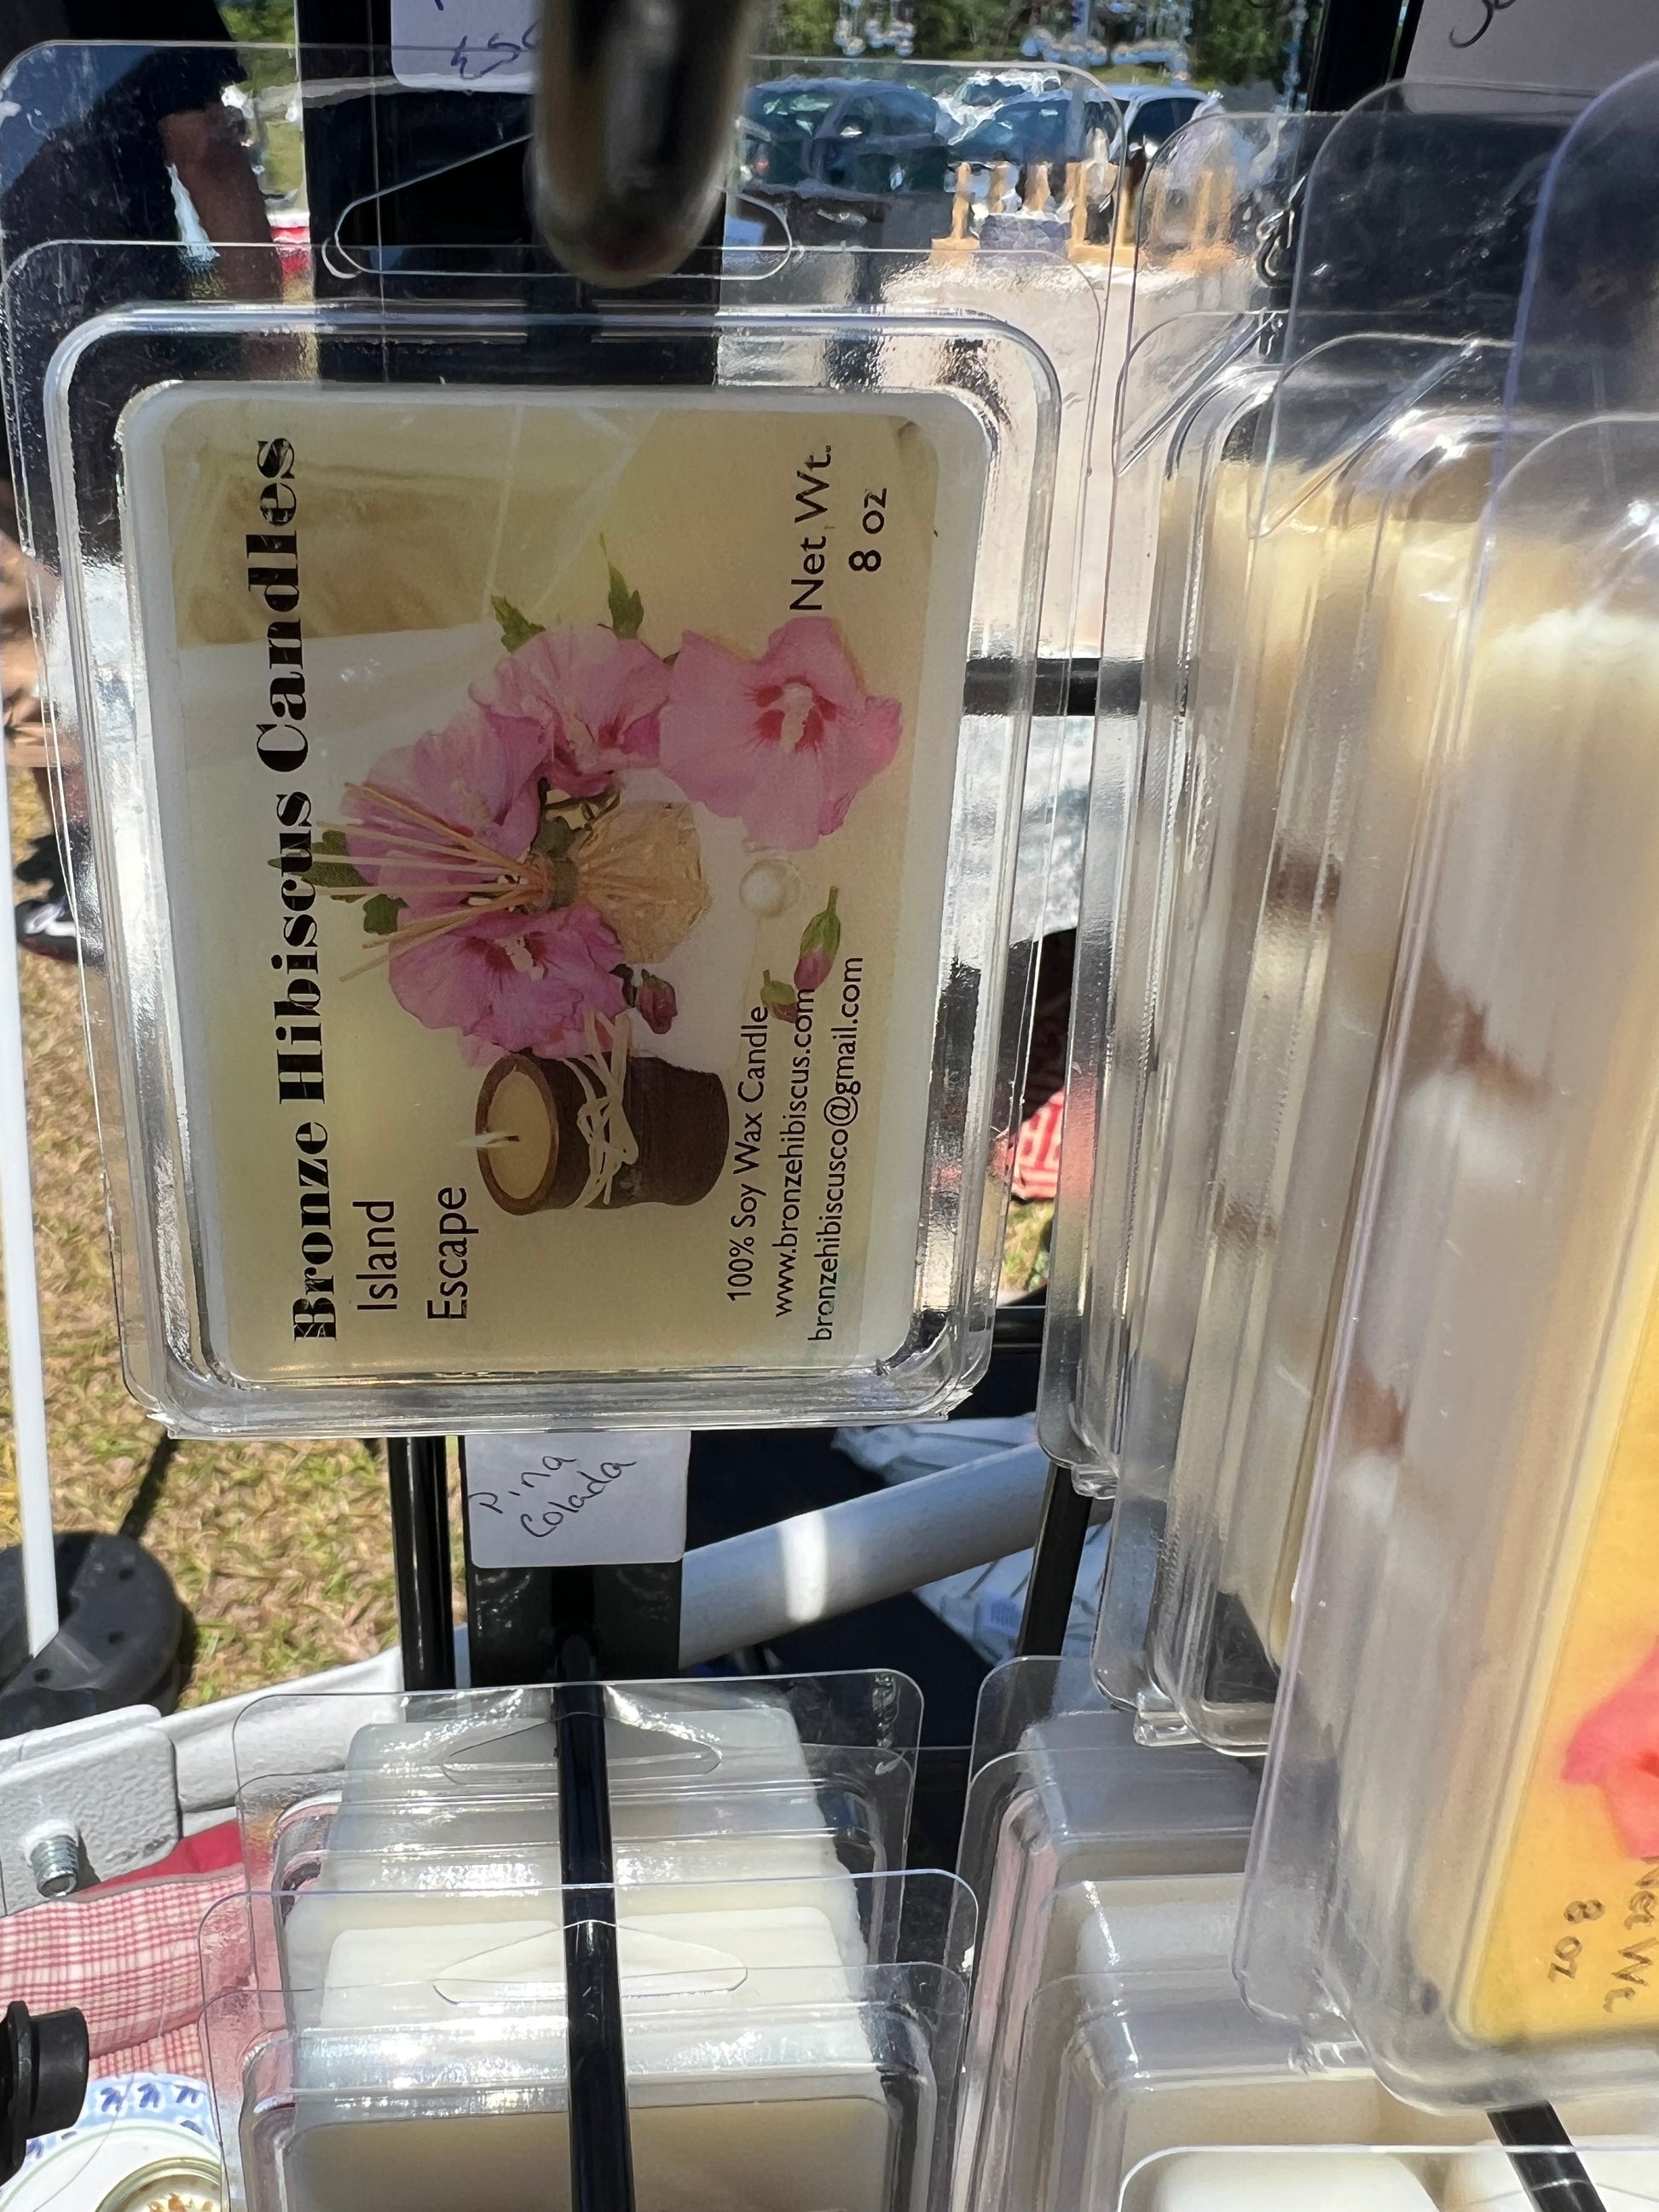 Bronze Hibiscus Candles
Island
Escape
Net Wt.
8 oz
100% Soy Wax Candle
www.bronzehibiscus.com
bronzehibiscusco@gmail.com
Pina
Colada
Net Wt
8 oz